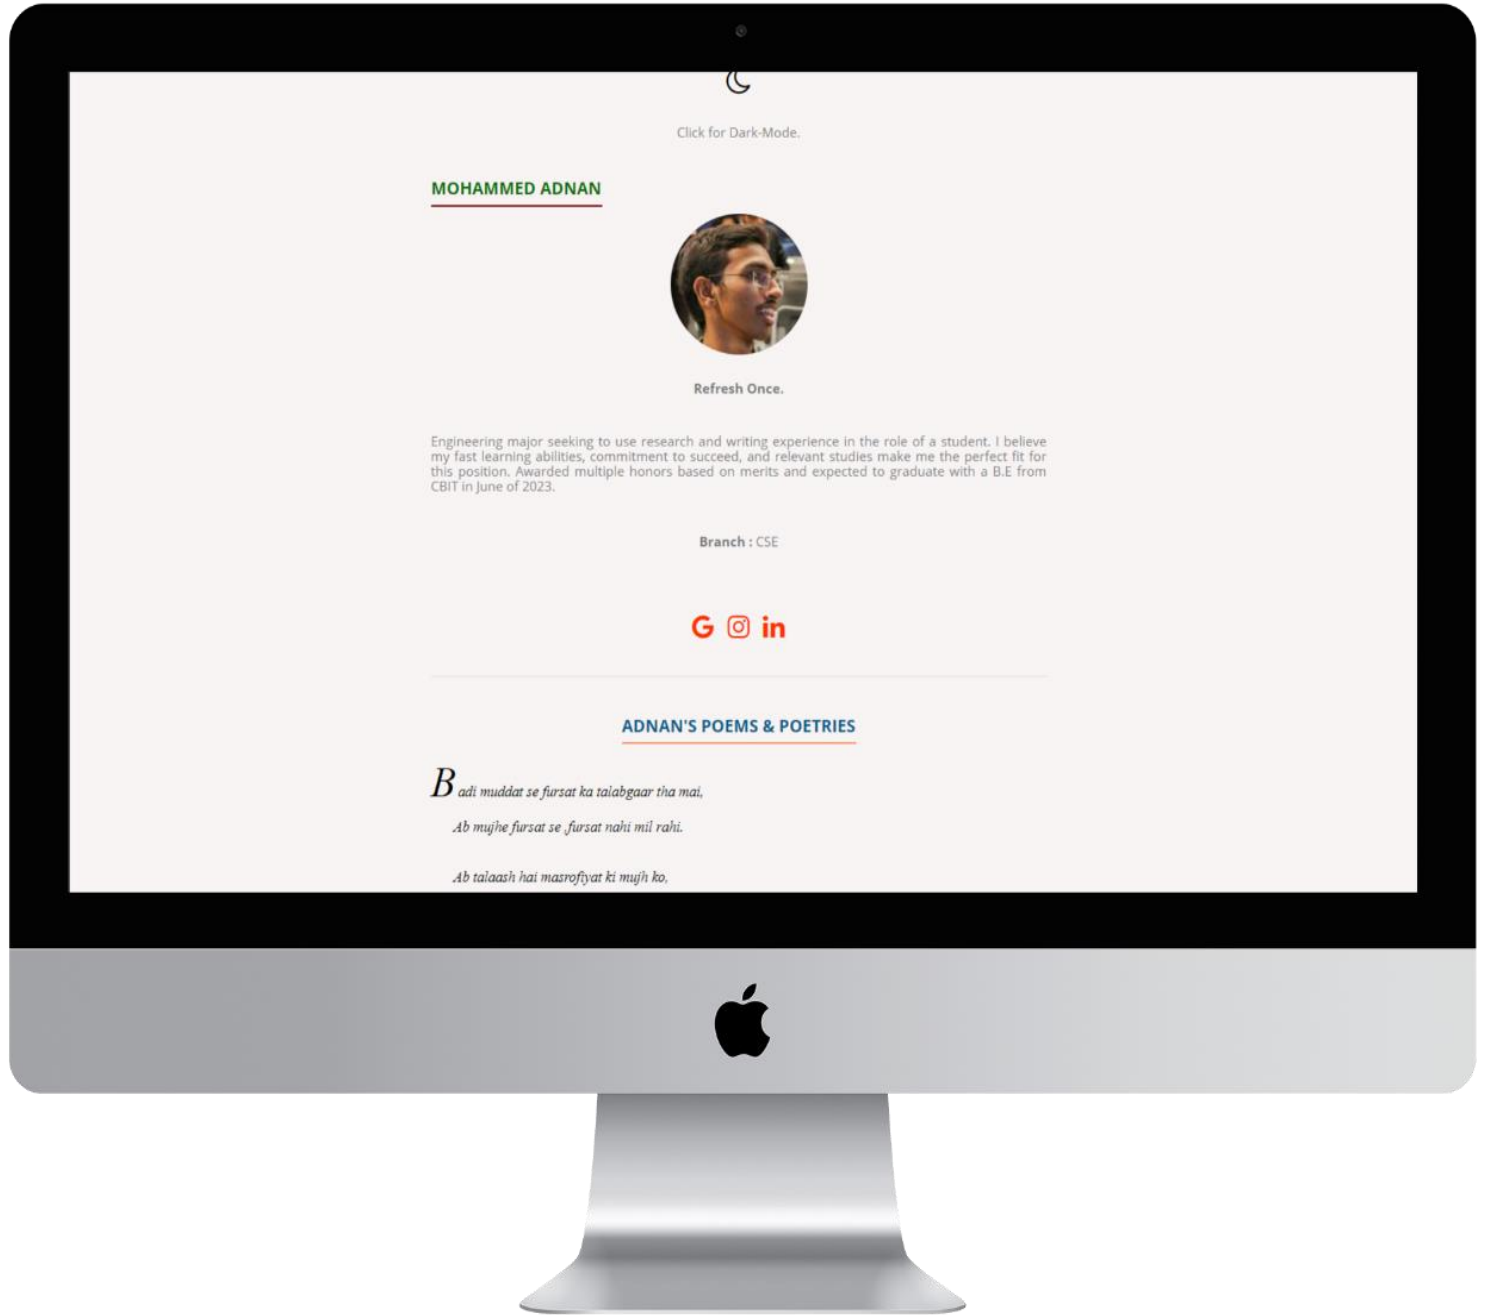 Click for Dark-Mode.
MOHAMMED ADNAN
Refresh Once.
Engineering major seeking to use research and writing experience in the role of a student. I believe
my fast learning abilities, commitment to succeed, and relevant studies make me the perfect fit for
this position. Awarded multiple honors based on merits and expected to graduate with a B.E from
CBIT in June of 2023.
Branch : CSE
G in
ADNAN'S POEMS & POETRIES
Badi muddat se fursat ka talabgaar tha mai,
Ab mujhe fursat se ,fursat nahi mil rahi.
Ab talaash hai masrofiyat ki mujh ko,